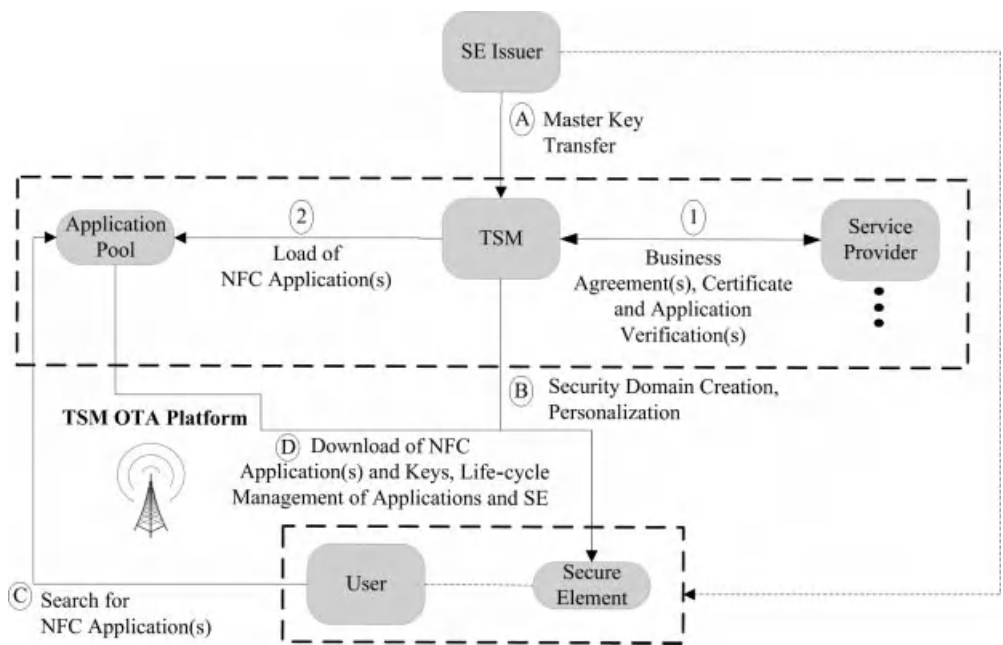 SE Issuer
A
Master Key
Transfer
Application
Pool
2
Load of
NFC Application(s)
TSM
1
Business
Agreement(s), Certificate
and Application
Verification(s)
Service
Provider
B
Security Domain Creation,
Personalization
TSM OTA Platform
D
Download of NFC
Application(s) and Keys, Life-cycle
Management of Applications and SE
User
Secure
Element
C
Search for
NFC Application(s)